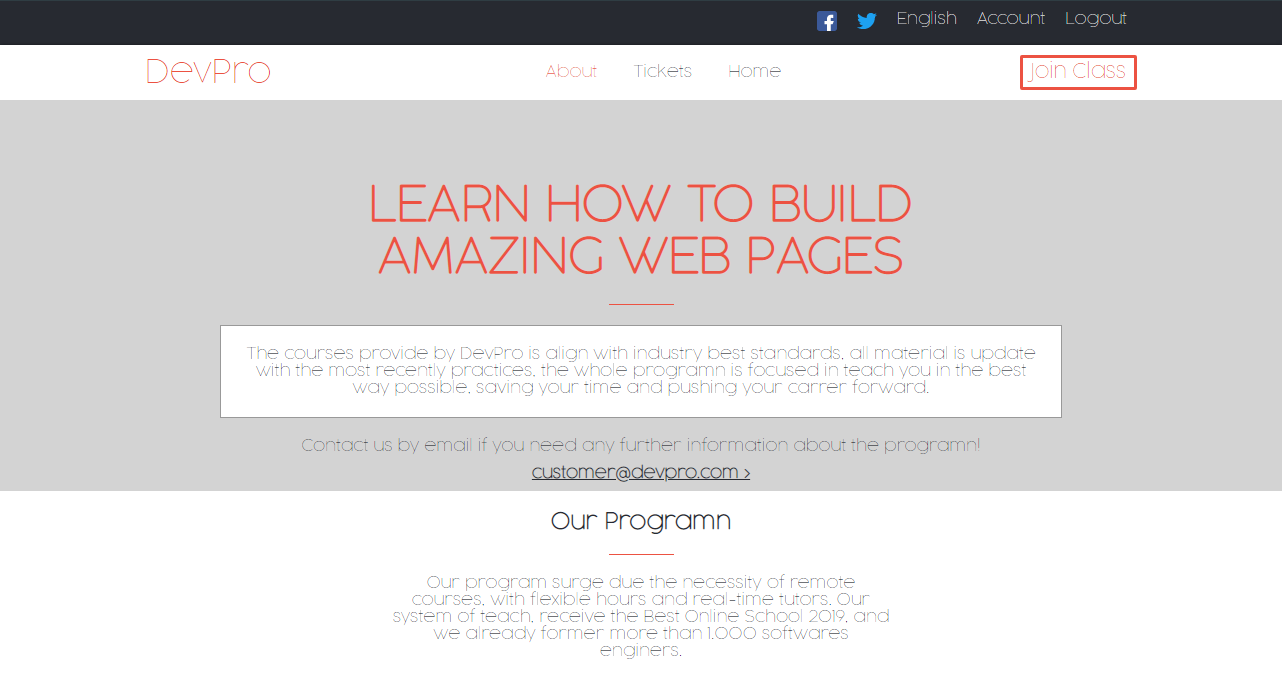 English Account Logout
DevPro
About Tickets Home
Join Class
LEARN HOW TO BUILD
AMAZING WEB PAGES
The courses provide by DevPro is align with industry best standards, all material is update
with the most recently practices, the whole programn is focused in teach you in the best
way possible, saving your time and pushing your carrer forward.
Contact us by email if you need any further information about the programn!
customer@devpro.com >
Our Programn
Our program surge due the necessity of remote
courses, with flexible hours and real-time tutors. Our
system of teach, receive the Best Online School 2019, and
we already former more than 1.000 softwares
enginers.